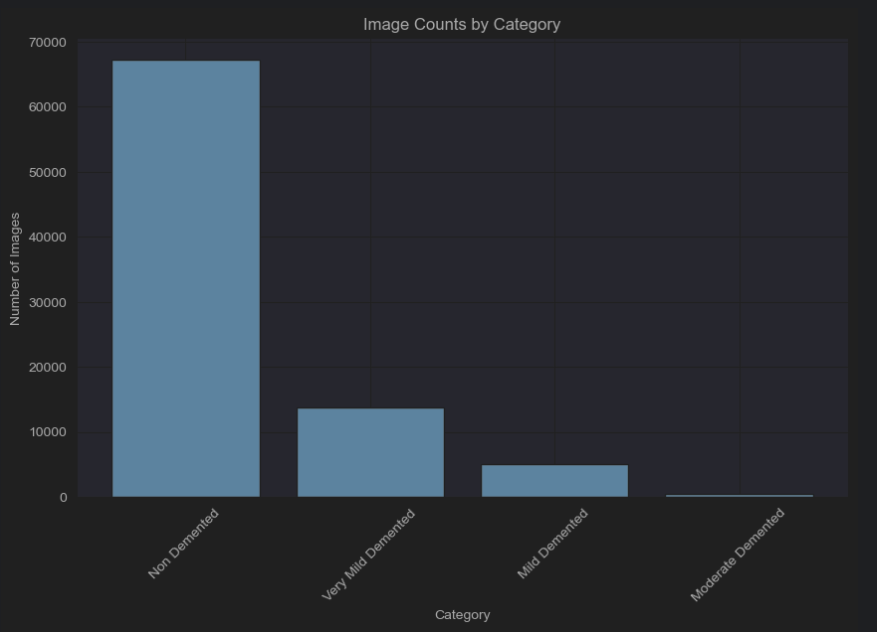 Image Counts by Category
Number of Images
70000
60000
50000
40000
30000
20000
10000
0
Non Demented
Very Mild Demented
Mild Demented
Moderate Demented
Category